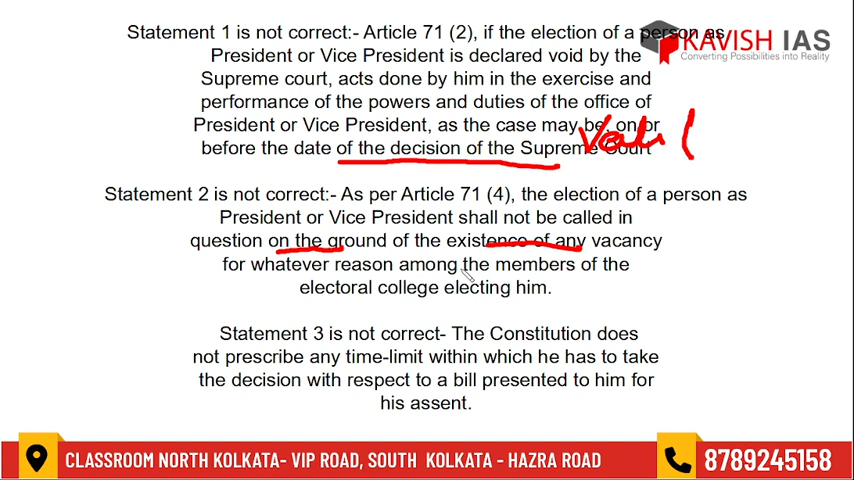 Statement 1 is not correct:- Article 71 (2), if the election of a person as
President or Vice President is declared void by the
Supreme court, acts done by him in the exercise and
performance of the powers and duties of the office of
President or Vice President, as the case may be, on or
before the date of the decision of the Supreme Court
KAVISH IAS
Converting Possibilities into Reality
Statement 2 is not correct:- As per Article 71 (4), the election of a person as
President or Vice President shall not be called in
question on the ground of the existence of any vacancy
for whatever reason among the members of the
electoral college electing him.
Statement 3 is not correct- The Constitution does
not prescribe any time-limit within which he has to take
the decision with respect to a bill presented to him for
his assent.
CLASSROOM NORTH KOLKATA- VIP ROAD, SOUTH KOLKATA - HAZRA ROAD
8789245158